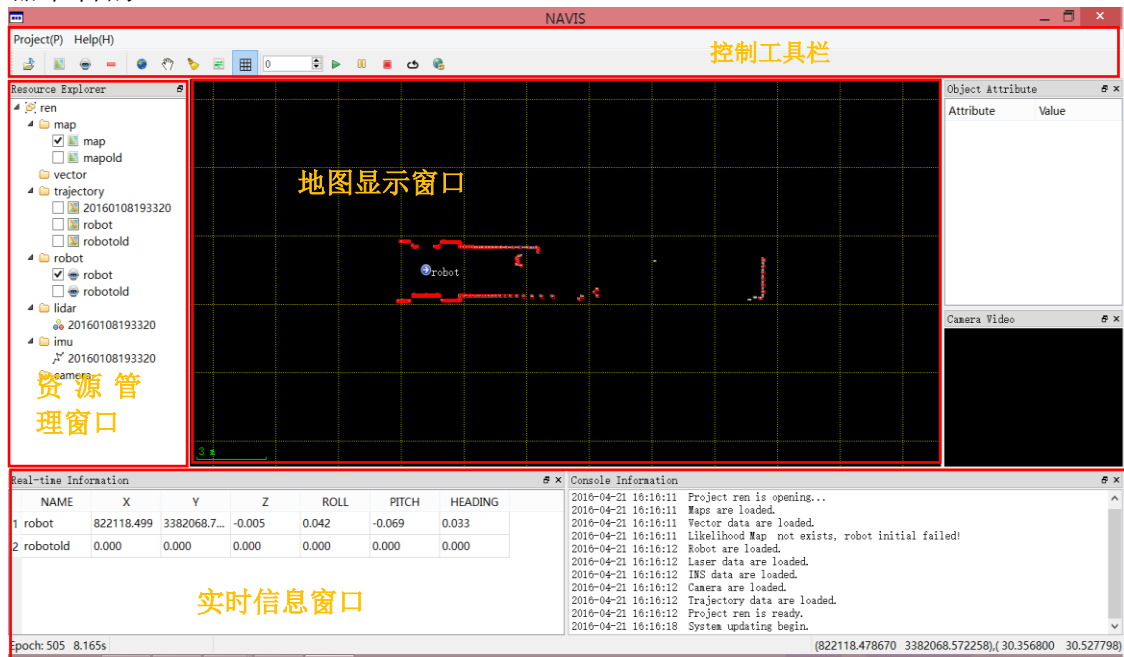 NAVIS
Project(P) Help(H)
控制工具栏
0
Resource Explorer
ren
map
map
mapold
vector
trajectory
20160108193320
robot
robotold
robot
robot
robotold
lidar
20160108193320
imu
20160108193320
camera
资 源 管
理窗口
地图显示窗口
robot
3 m
Object Attribute
Attribute Value
Camera Video
Real-time Information
NAME X Y Z ROLL PITCH HEADING
1 robot 822118.499 3382068.7... -0.005 0.042 -0.069 0.033
2 robotold 0.000 0.000 0.000 0.000 0.000 0.000
实时信息窗口
Console Information
2016-04-21 16:16:11 Project ren is opening...
2016-04-21 16:16:11 Maps are loaded.
2016-04-21 16:16:11 Vector data are loaded.
2016-04-21 16:16:11 Likelihood Map not exists, robot initial failed!
2016-04-21 16:16:12 Robot are loaded.
2016-04-21 16:16:12 Laser data are loaded.
2016-04-21 16:16:12 INS data are loaded.
2016-04-21 16:16:12 Camera are loaded.
2016-04-21 16:16:12 Trajectory data are loaded.
2016-04-21 16:16:12 Project ren is ready.
2016-04-21 16:16:18 System updating begin.
Epoch: 505 8.165s
(822118.478670 3382068.572258),( 30.356800 30.527798)